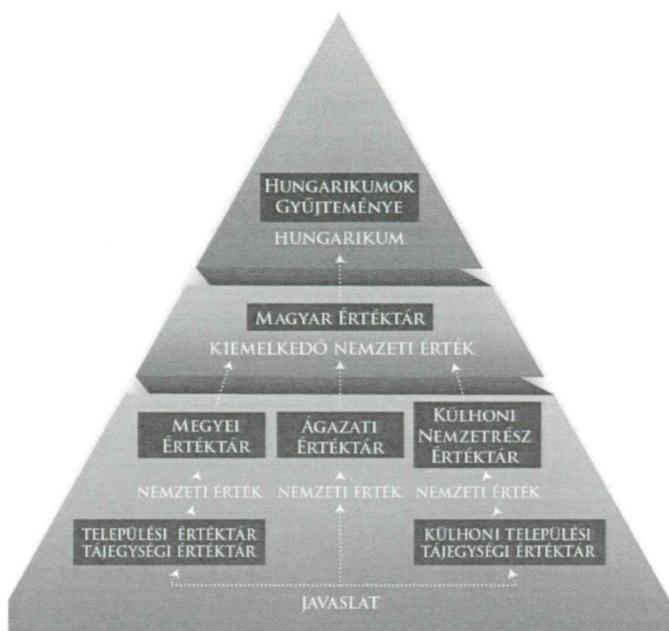 HUNGARIKUMOK
GYŰJTEMÉNYE
HUNGARIKUM
MAGYAR ÉRTÉKTÁR
KIEMELKEDŐ NEMZETI ÉRTÉK
MEGYEI
ÉRTÉKTÁR
ÁGAZATI
ÉRTÉKTÁR
KÜLHONI
NEMZETRÉSZ
ÉRTÉKTÁR
NEMZETI ÉRTÉK
NEMZETI ÉRTÉK
NEMZETI ÉRTÉK
TELEPÜLÉSI ÉRTÉKTÁR
TÁJEGYSÉGI ÉRTÉKTÁR
KÜLHONI TELEPÜLÉSI
TÁJEGYSÉGI ÉRTÉKTÁR
JAVASLAT